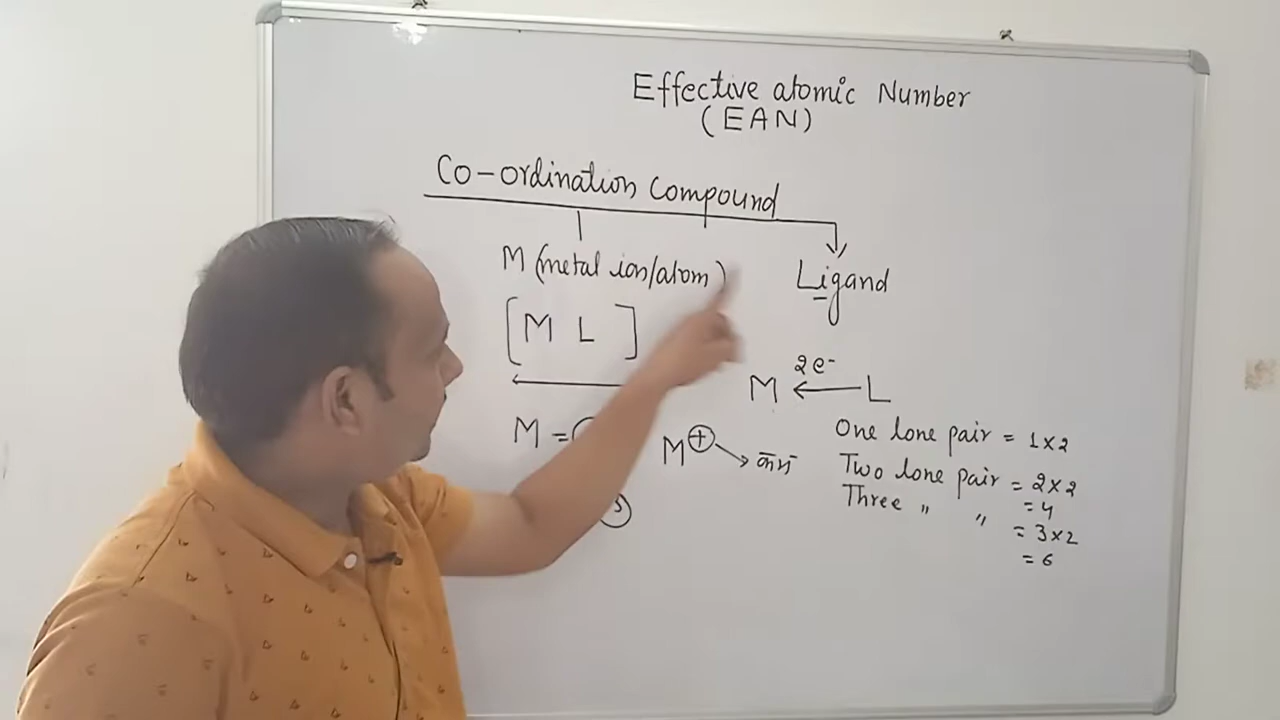 Effective atomic Number
(EAN)
Co-ordination Compound
M (metal ion/atom)
Ligand
[M L ]
2e⁻
M ← L
M =
M⊕ → कम
One lone pair = 1×2
Two lone pair = 2×2
= 4
Three " "
= 3×2
= 6